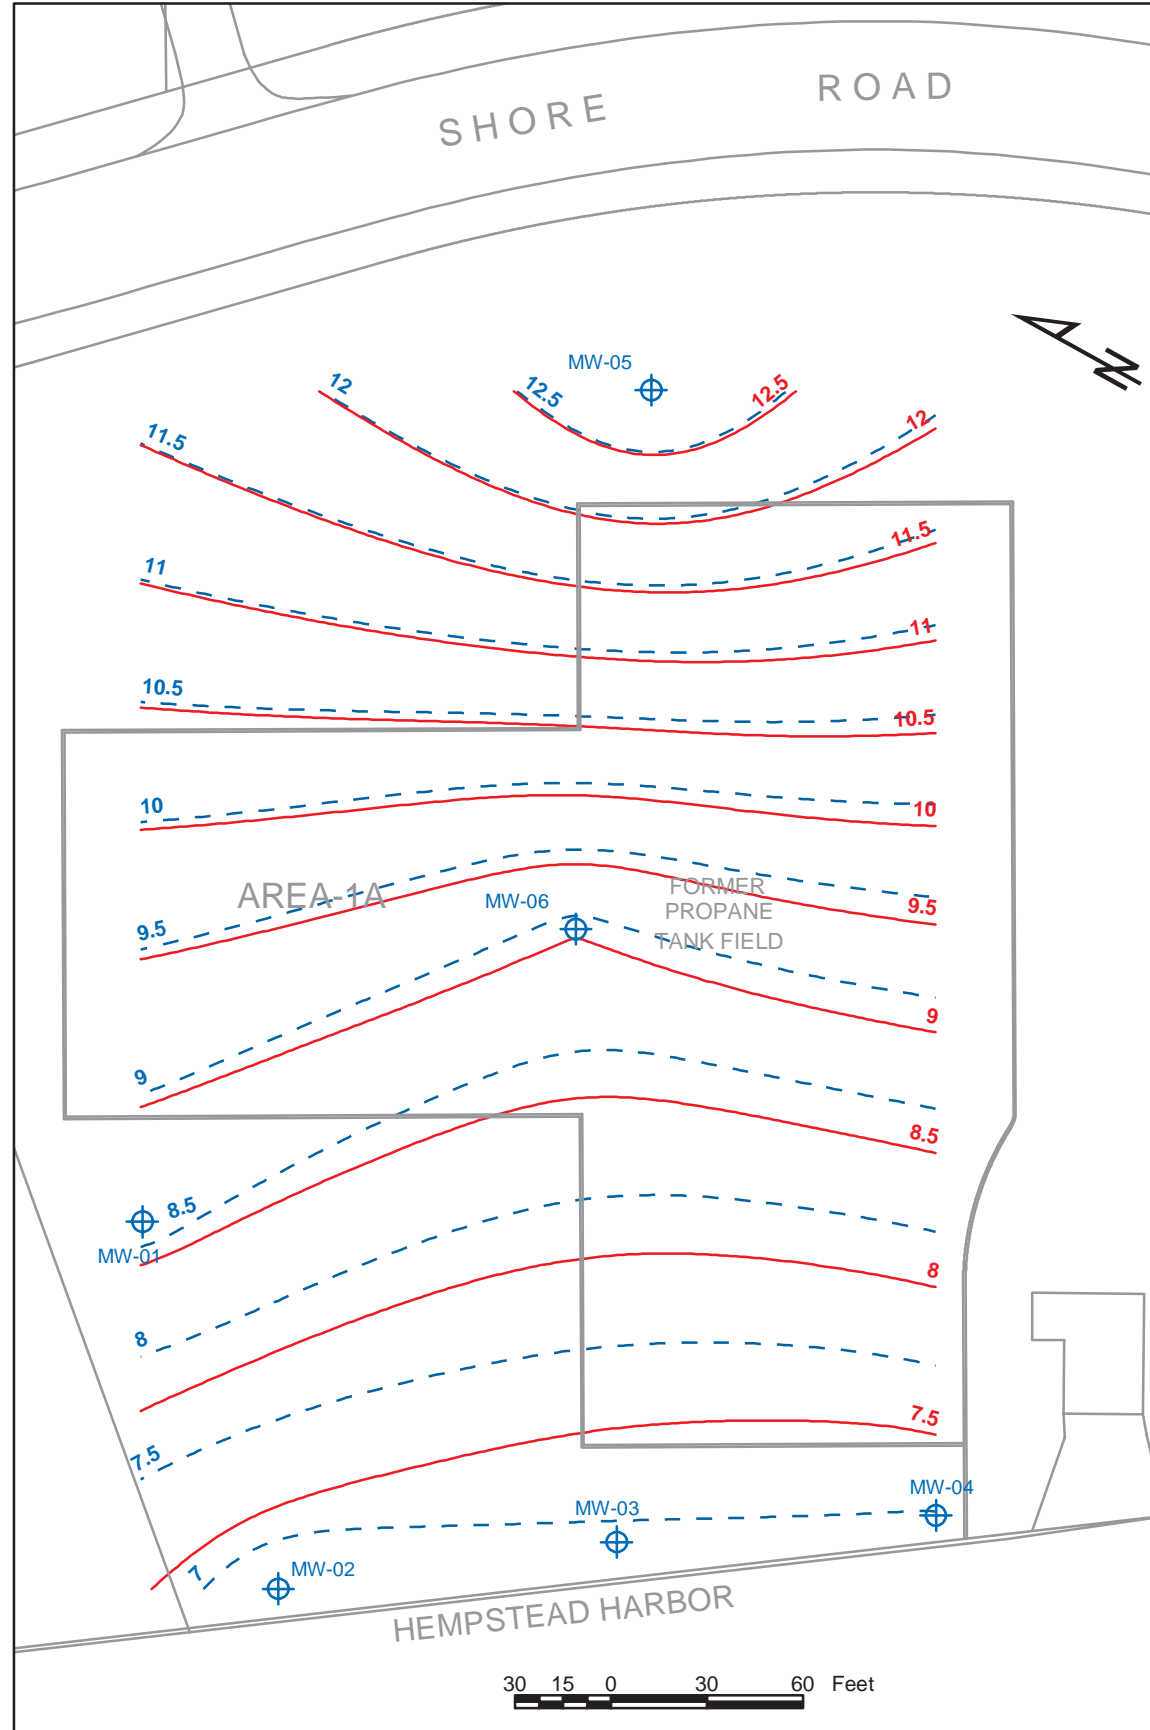 SHORE ROAD
MW-05
12
12.5
12.5
12
11.5
11.5
11
11
10.5
10.5
10
10
AREA-1A
FORMER
PROPANE
TANK FIELD
MW-06
9.5
9.5
9
9
8.5
8.5
MW-01
8
8
7.5
7.5
MW-04
MW-03
MW-02
7
HEMPSTEAD HARBOR
N
30 15 0 30 60 Feet